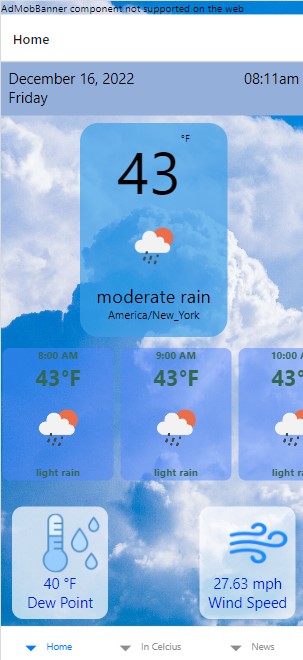 AdMobBanner component not supported on the web
Home
December 16, 2022 08:11am
Friday
°F
43
moderate rain
America/New_York
8:00 AM 9:00 AM 10:00 A
43°F 43°F 43°
light rain light rain light ra
40 °F 27.63 mph
Dew Point Wind Speed
Home In Celcius News